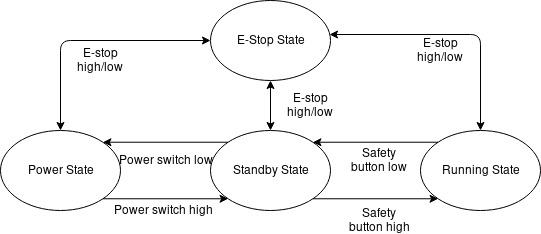 E-Stop State
E-stop
high/low
E-stop
high/low
E-stop
high/low
Power State
Power switch low
Standby State
Safety
button low
Running State
Power switch high
Safety
button high